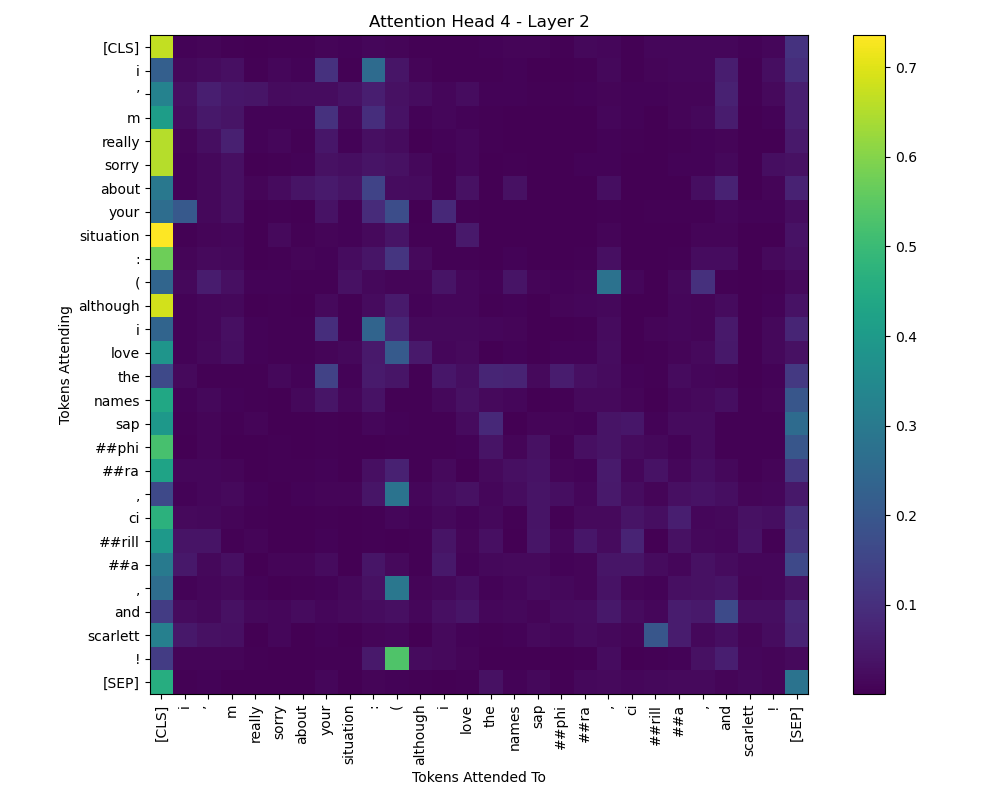 Attention Head 4 - Layer 2
Tokens Attending
[CLS]
i
’
m
really
sorry
about
your
situation
:
(
although
i
love
the
names
sap
##phi
##ra
,
ci
##rill
##a
,
and
scarlett
!
[SEP]
[CLS]
i
’
m
really
sorry
about
your
situation
:
(
although
i
love
the
names
sap
##phi
##ra
,
ci
##rill
##a
,
and
scarlett
!
[SEP]
Tokens Attended To
0.7
0.6
0.5
0.4
0.3
0.2
0.1